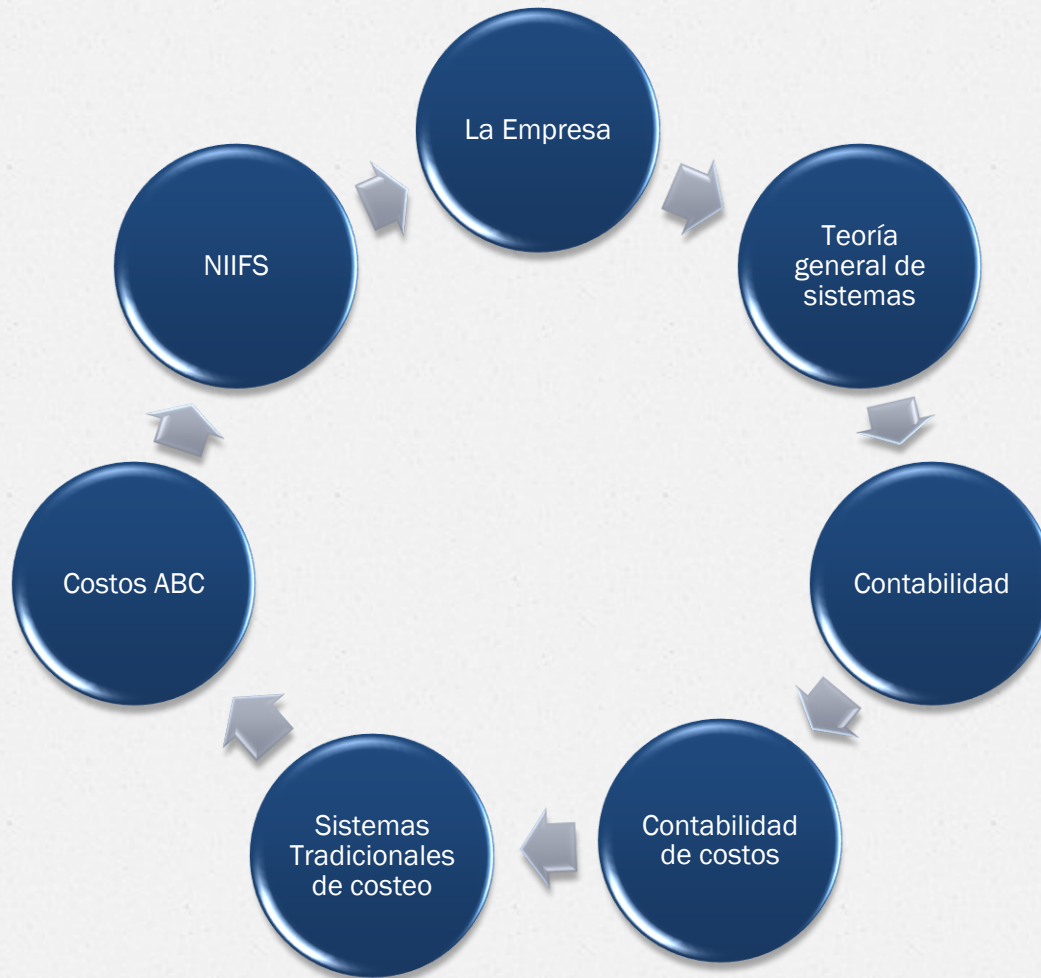 La Empresa
Teoría
general de
sistemas
Contabilidad
Contabilidad
de costos
Sistemas
Tradicionales
de costeo
Costos ABC
NIIFS